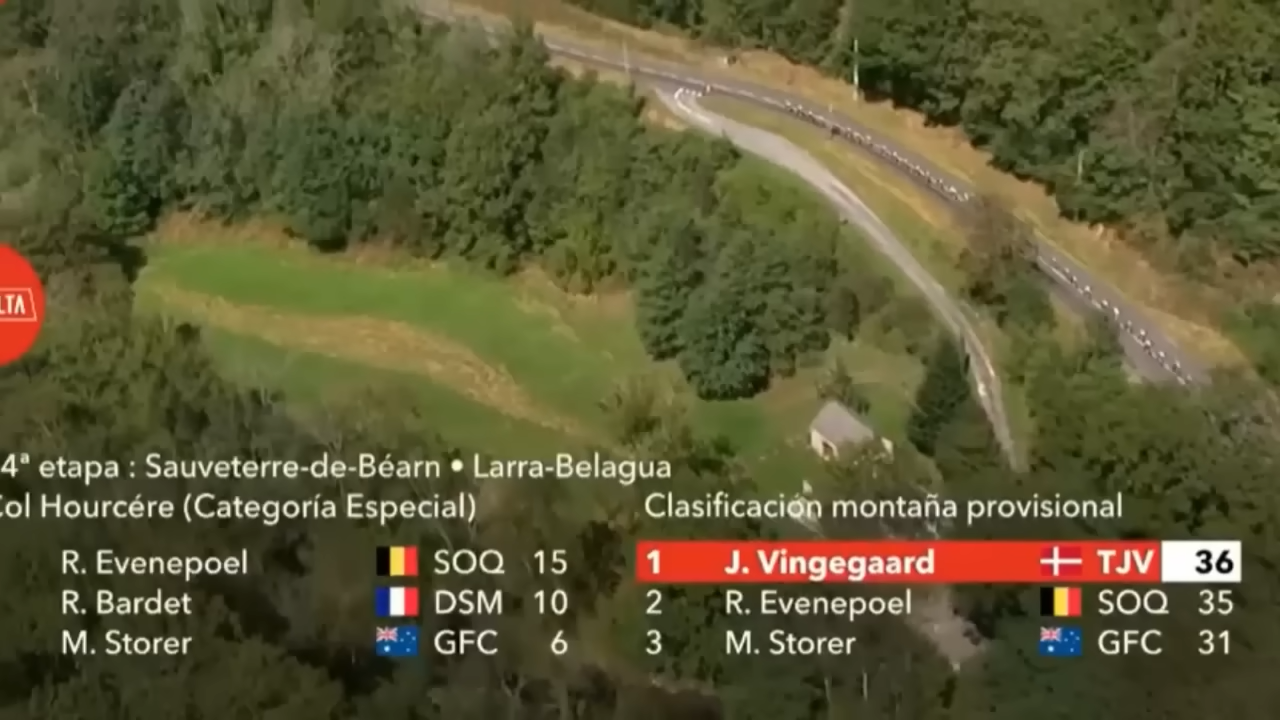 LTA
4ª etapa : Sauveterre-de-Béarn • Larra-Belagua
Col Hourcére (Categoría Especial)
R. Evenepoel SOQ 15
R. Bardet DSM 10
M. Storer GFC 6
Clasificación montaña provisional
1 J. Vingegaard TJV 36
2 R. Evenepoel SOQ 35
3 M. Storer GFC 31